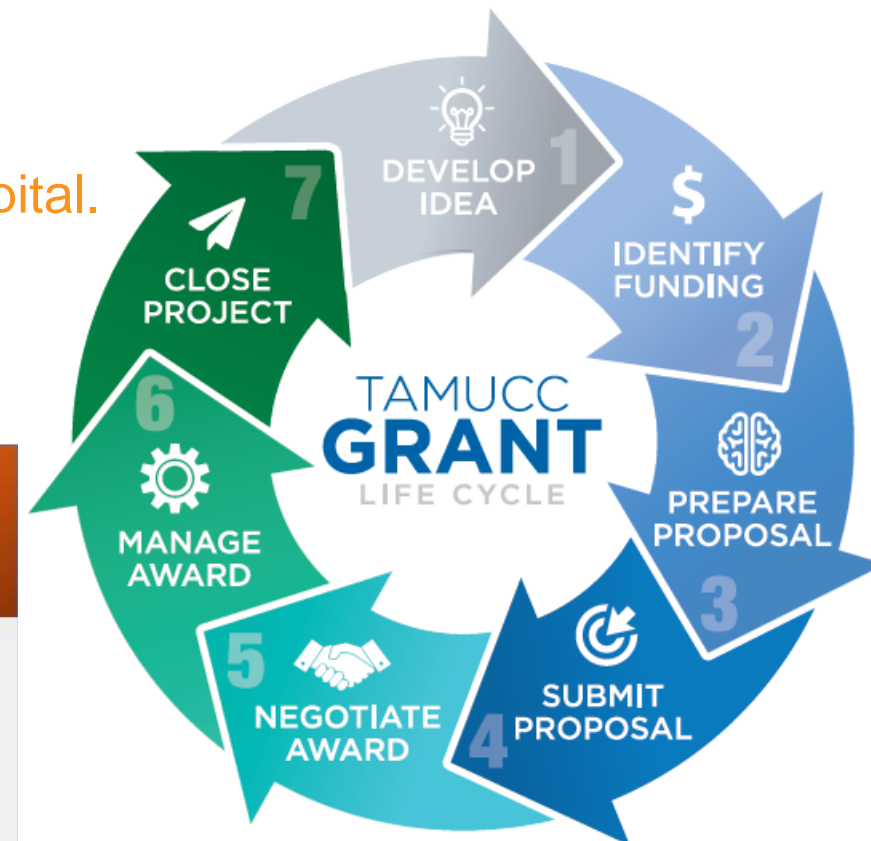 pital.
1
DEVELOP
IDEA
$
IDENTIFY
FUNDING
2
PREPARE
PROPOSAL
3
SUBMIT
PROPOSAL
4
NEGOTIATE
AWARD
5
MANAGE
AWARD
6
CLOSE
PROJECT
7
TAMUCC
GRANT
LIFE CYCLE